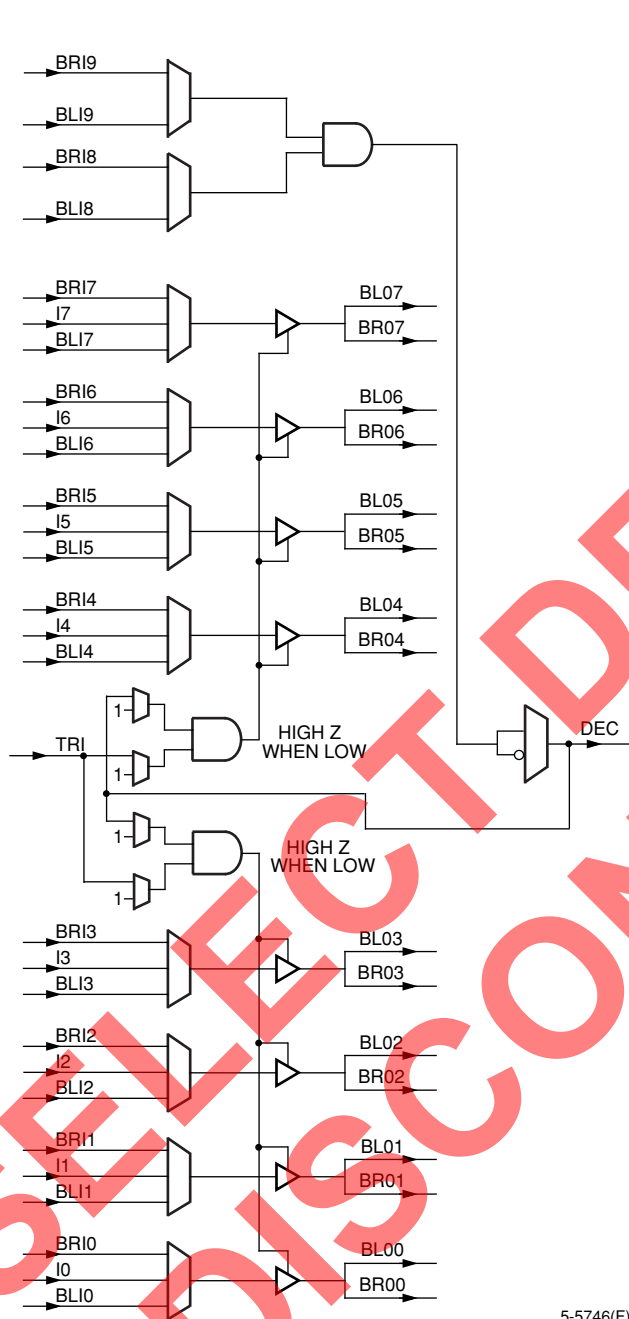 BRI9
BLI9
BRI8
BLI8
BRI7
I7
BLI7
BL07
BR07
BRI6
I6
BLI6
BL06
BR06
BRI5
I5
BLI5
BL05
BR05
BRI4
I4
BLI4
BL04
BR04
1
TRI
1
HIGH Z
WHEN LOW
DEC
1
1
HIGH Z
WHEN LOW
BRI3
I3
BLI3
BL03
BR03
BRI2
I2
BLI2
BL02
BR02
BRI1
I1
BLI1
BL01
BR01
BRI0
I0
BLI0
BL00
BR00
5-5746(F)
SELECT DE
DISCON